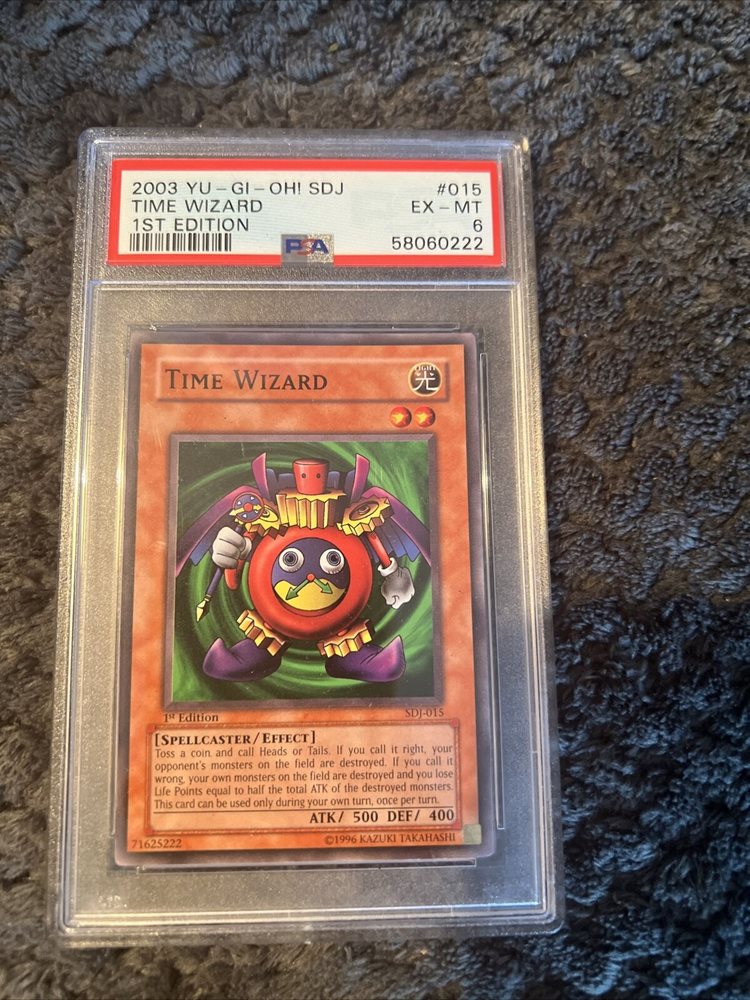 2003 YU-GI-OH! SDJ #015
TIME WIZARD EX-MT
1ST EDITION 6
PSA 58060222
TIME WIZARD
LIGHT
光
1st Edition SDJ-015
[SPELLCASTER/EFFECT]
Toss a coin and call Heads or Tails. If you call it right, your
opponent's monsters on the field are destroyed. If you call it
wrong, your own monsters on the field are destroyed and you lose
Life Points equal to half the total ATK of the destroyed monsters.
This card can be used only during your own turn, once per turn.
ATK/ 500 DEF/ 400
71625222 ©1996 KAZUKI TAKAHASHI